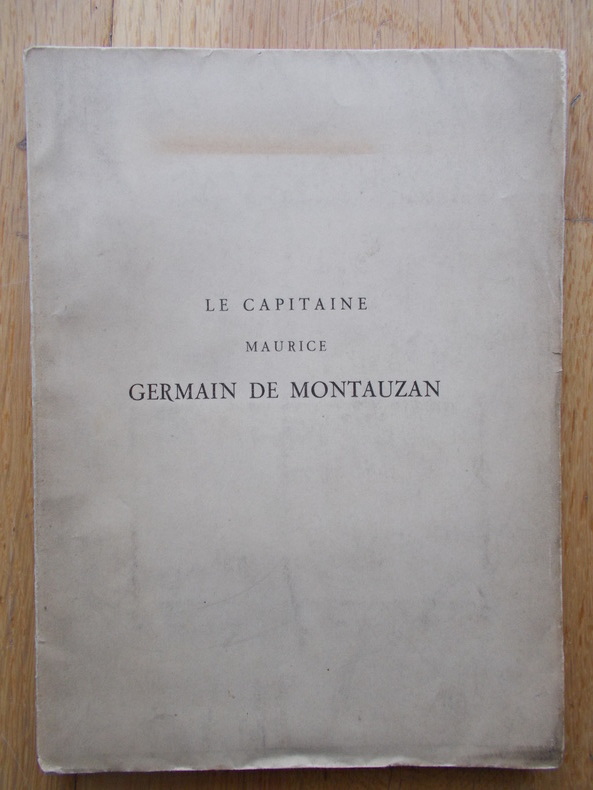 LE CAPITAINE
MAURICE
GERMAIN DE MONTAUZAN